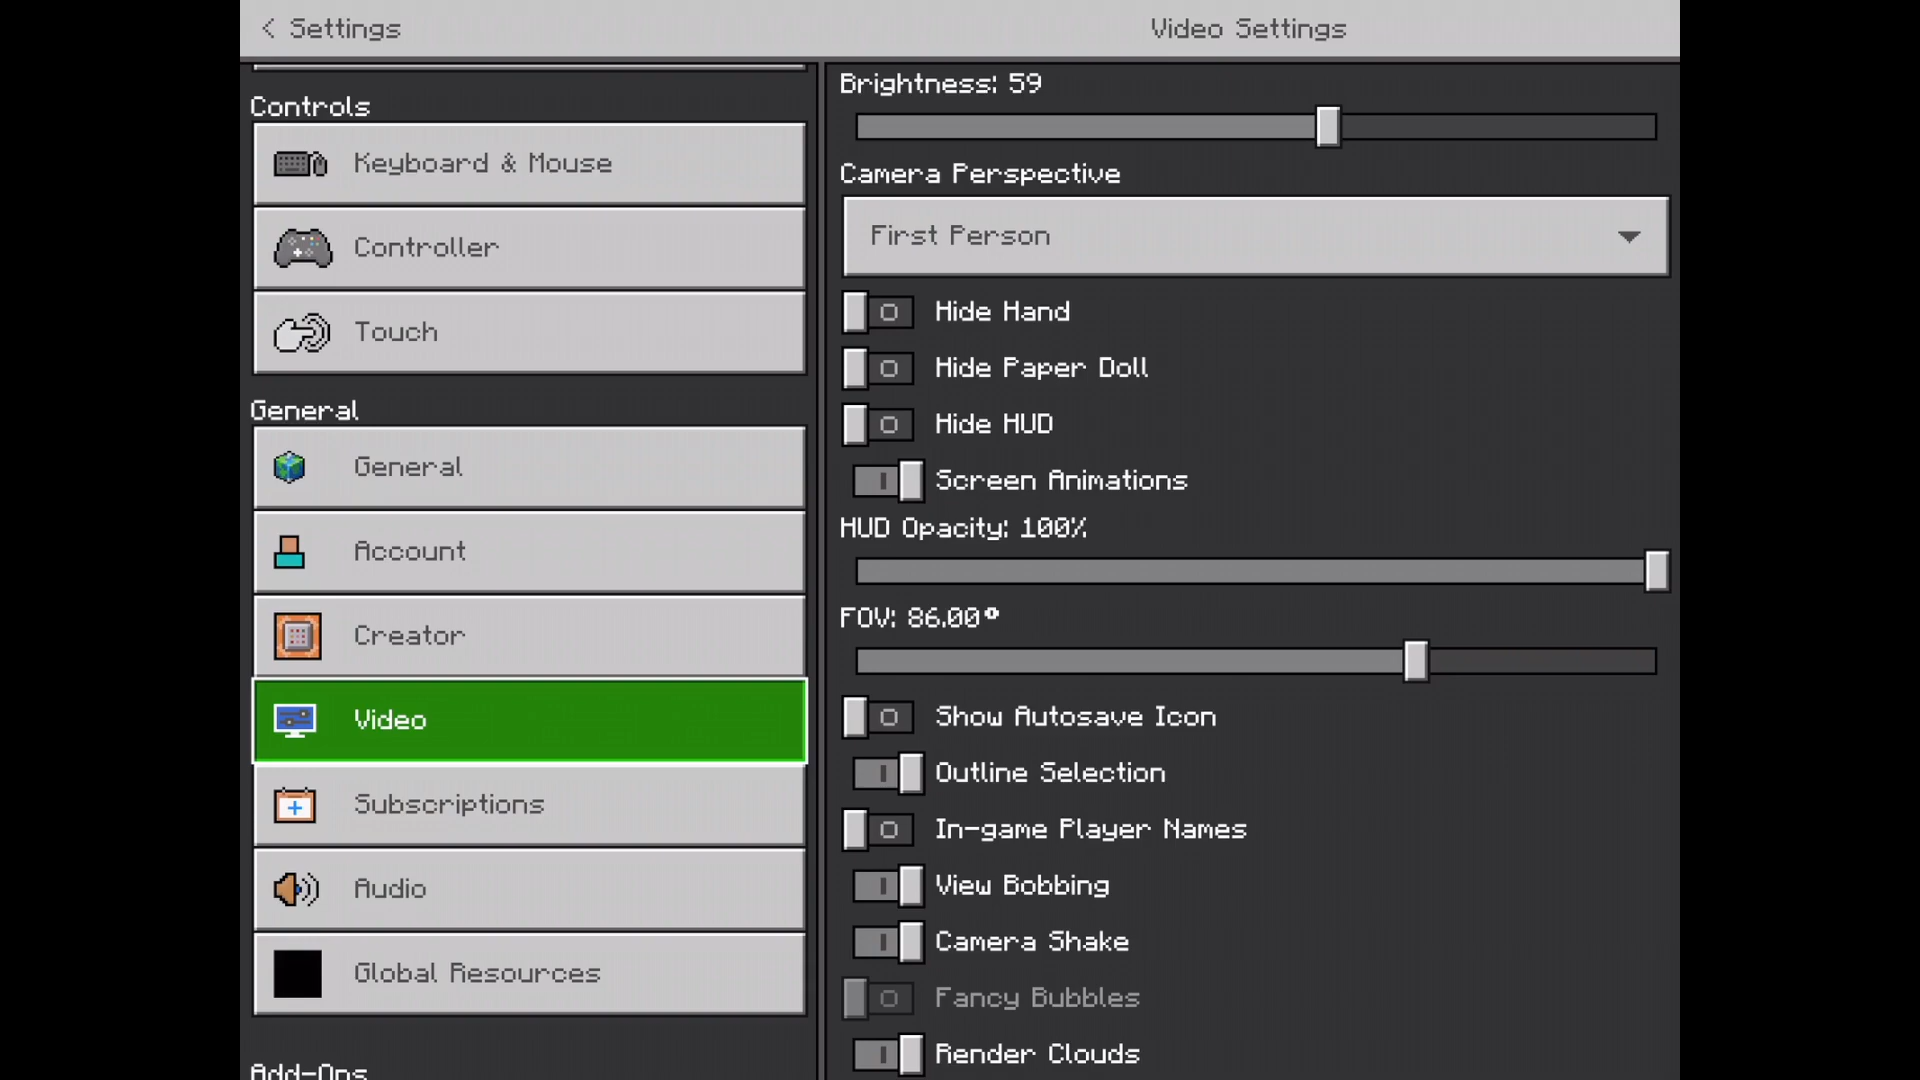 Settings
Video Settings
Controls
Keyboard & Mouse
Controller
Touch
General
General
Account
Creator
Video
Subscriptions
Audio
Global Resources
Add-Ons
Brightness: 59
Camera Perspective
First Person
Hide Hand
Hide Paper Doll
Hide HUD
Screen Animations
HUD Opacity: 100%
FOV: 86.00°
Show Autosave Icon
Outline Selection
In-game Player Names
View Bobbing
Camera Shake
Fancy Bubbles
Render Clouds